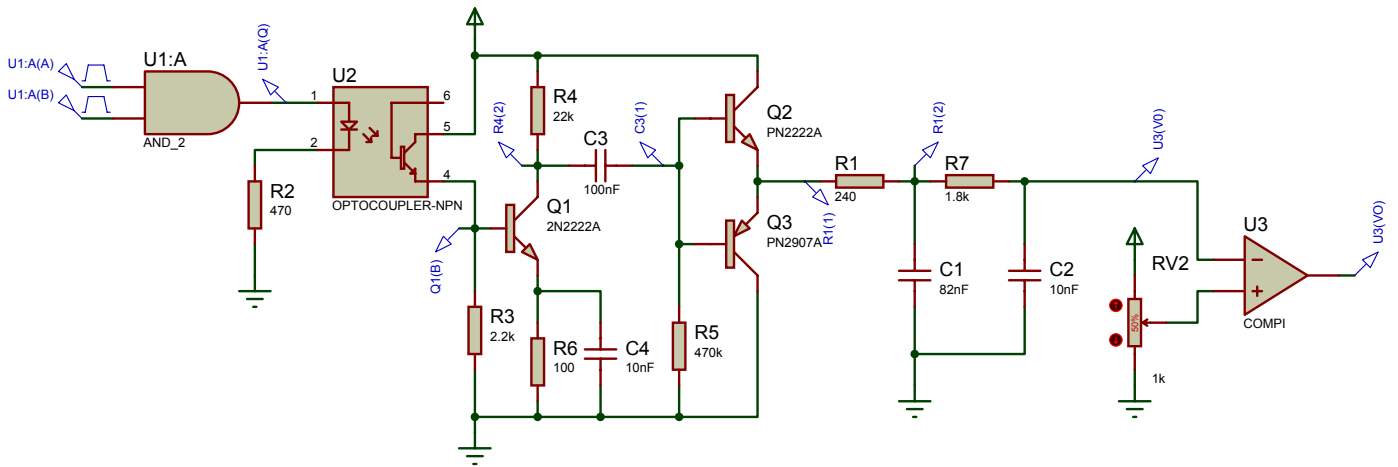 U1:A(A)
U1:A(B)
U1:A
AND_2
U1:A(Q)
U2
1
2
6
5
4
OPTOCOUPLER-NPN
R2
470
Q1(B)
R3
2.2k
R4
22k
R4(2)
C3
100nF
C3(1)
Q1
2N2222A
R6
100
C4
10nF
R5
470k
Q2
PN2222A
Q3
PN2907A
R1(1)
R1
240
R1(2)
R7
1.8k
C1
82nF
C2
10nF
U3(V0)
RV2
50%
1k
U3
COMPI
U3(VO)